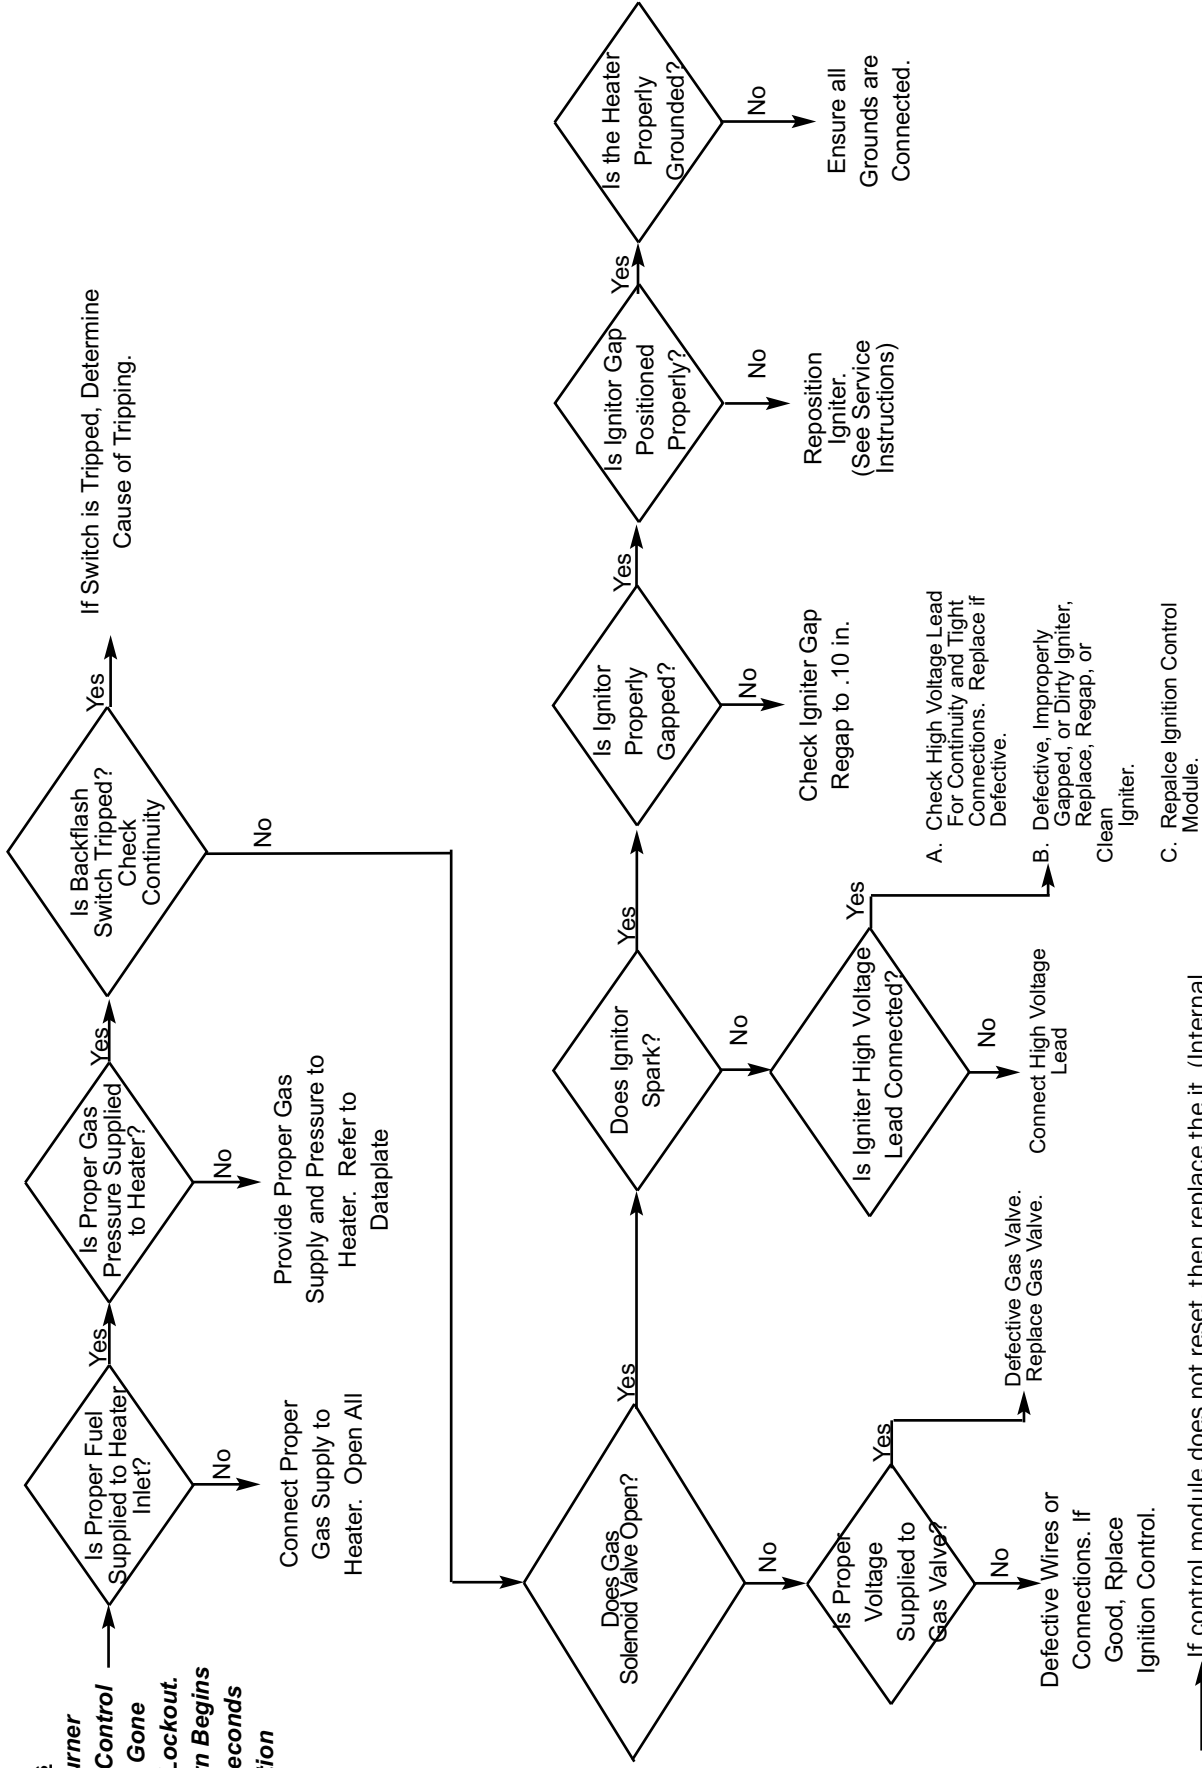 urner
Control
Gone
Lockout.
rn Begins
econds
tion
Is Proper Fuel
Supplied to Heater
Inlet?
Yes
No
Connect Proper
Gas Supply to
Heater. Open All
Is Proper Gas
Pressure Supplied
to Heater?
Yes
No
Provide Proper Gas
Supply and Pressure to
Heater. Refer to
Dataplate
Is Backflash
Switch Tripped?
Check
Continuity
Yes
If Switch is Tripped, Determine
Cause of Tripping.
No
Does Gas
Solenoid Valve Open?
Yes
No
Is Proper
Voltage
Supplied to
Gas Valve?
Yes
Defective Gas Valve.
Replace Gas Valve.
No
Defective Wires or
Connections. If
Good, Rplace
Ignition Control.
Does Ignitor
Spark?
Yes
No
Is Igniter High Voltage
Lead Connected?
Yes
No
Connect High Voltage
Lead
A. Check High Voltage Lead
For Continuity and Tight
Connections. Replace if
Defective.
B. Defective, Improperly
Gapped, or Dirty Igniter,
Replace, Regap, or
Clean
Igniter.
C. Repalce Ignition Control
Module.
Is Ignitor
Properly
Gapped?
Yes
No
Check Igniter Gap
Regap to .10 in.
Is Ignitor Gap
Positioned
Properly?
Yes
No
Reposition
Igniter.
(See Service
Instructions)
Is the Heater
Properly
Grounded?
No
Ensure all
Grounds are
Connected.
If control module does not reset, then replace the it. (Internal